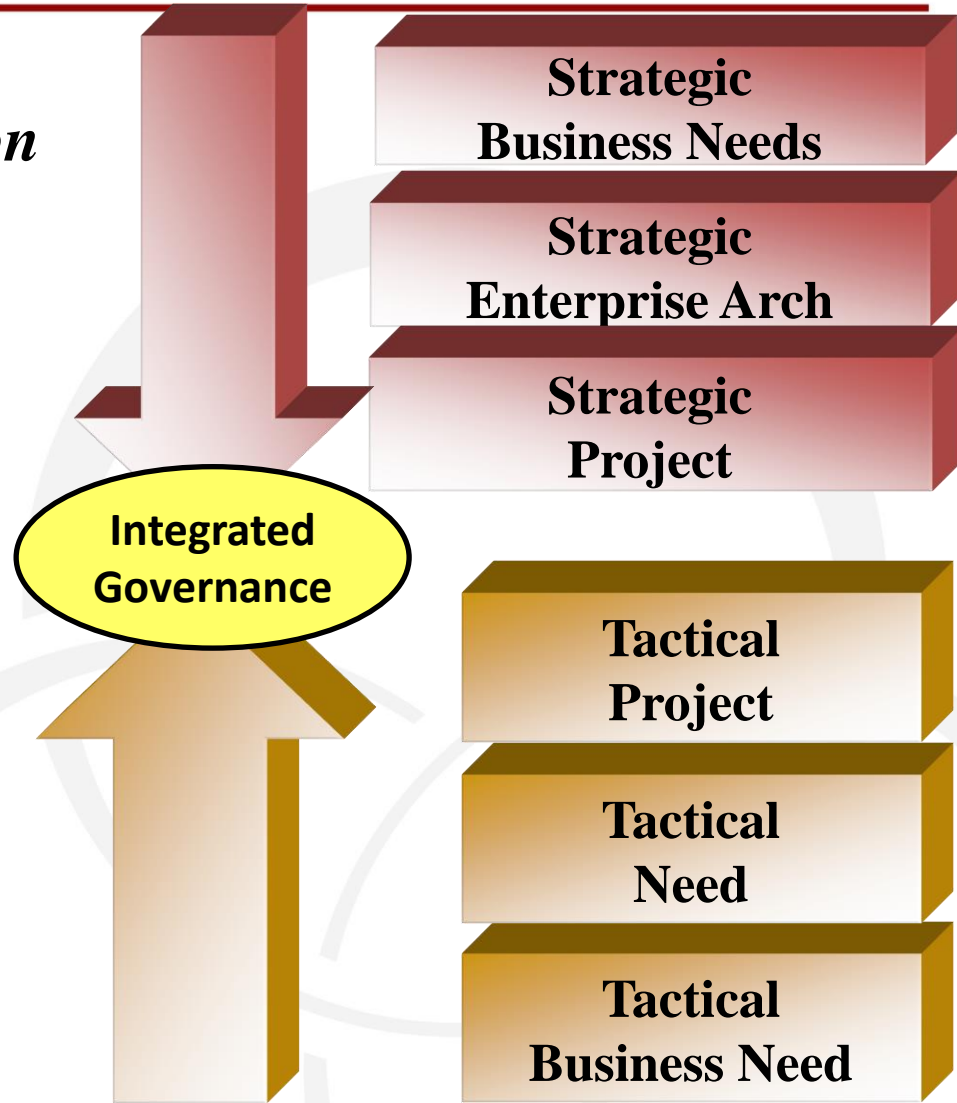 Strategic
Business Needs
Strategic
Enterprise Arch
Strategic
Project
Integrated
Governance
Tactical
Project
Tactical
Need
Tactical
Business Need